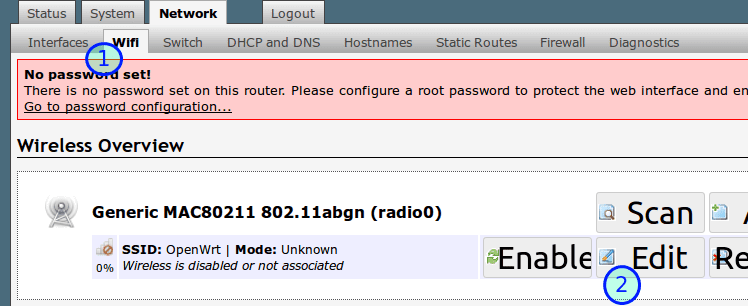 Status System Network Logout
Interfaces Wifi Switch DHCP and DNS Hostnames Static Routes Firewall Diagnostics
1
No password set!
There is no password set on this router. Please configure a root password to protect the web interface and en
Go to password configuration...
Wireless Overview
Generic MAC80211 802.11abgn (radio0) Scan A
SSID: OpenWrt | Mode: Unknown Enable Edit Re
0% Wireless is disabled or not associated
2